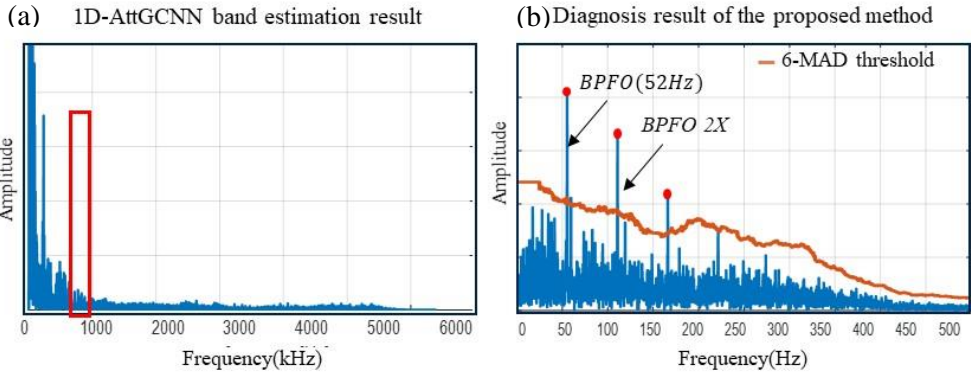 (a) 1D-AttGCNN band estimation result
Amplitude
0 1000 2000 3000 4000 5000 6000
Frequency(kHz)
(b) Diagnosis result of the proposed method
6-MAD threshold
BPFO(52Hz)
BPFO 2X
Amplitude
0 50 100 150 200 250 300 350 400 450 500
Frequency(Hz)